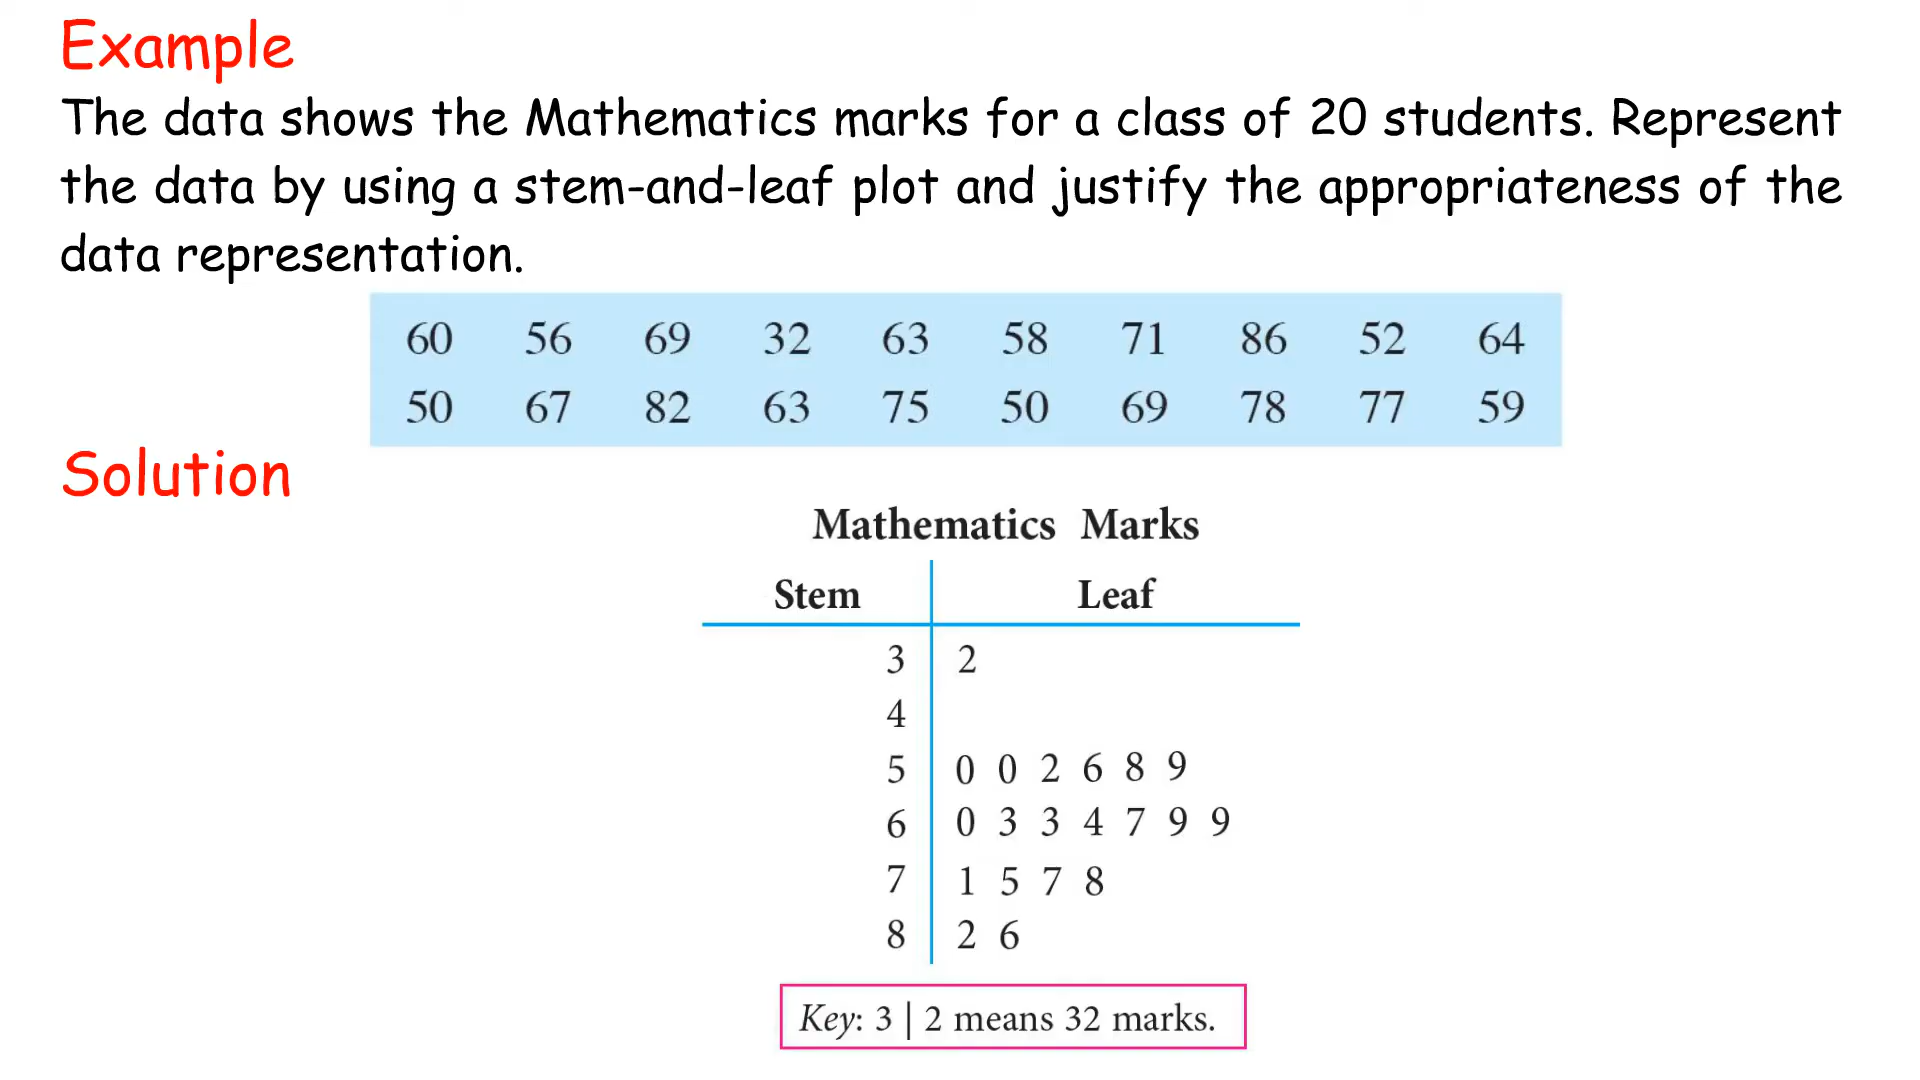 Example
The data shows the Mathematics marks for a class of 20 students. Represent
the data by using a stem-and-leaf plot and justify the appropriateness of the
data representation.
60 56 69 32 63 58 71 86 52 64
50 67 82 63 75 50 69 78 77 59
Solution
Mathematics Marks
Stem Leaf
3 2
4
5 0 0 2 6 8 9
6 0 3 3 4 7 9 9
7 1 5 7 8
8 2 6
Key: 3 | 2 means 32 marks.